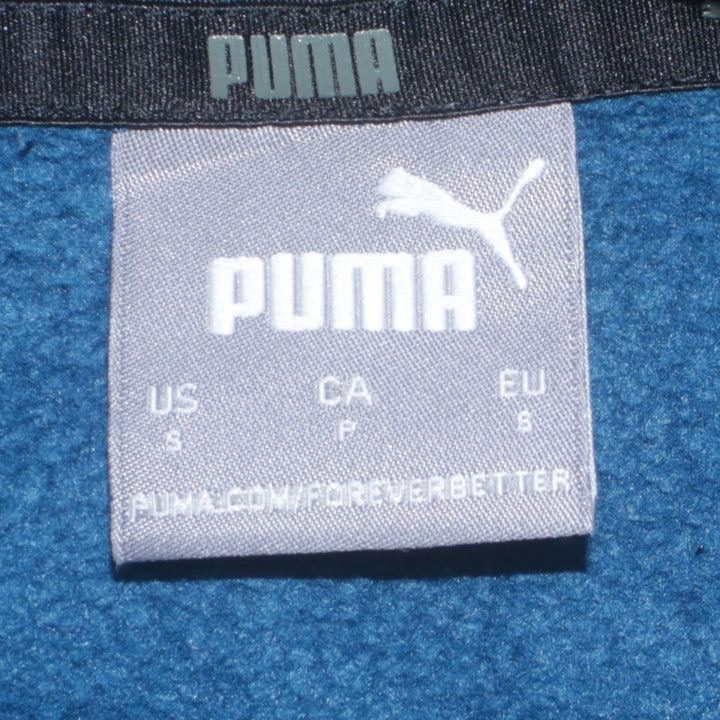 PUMA
PUMA
US CA EU
S P S
PUMA.COM/FOREVERBETTER